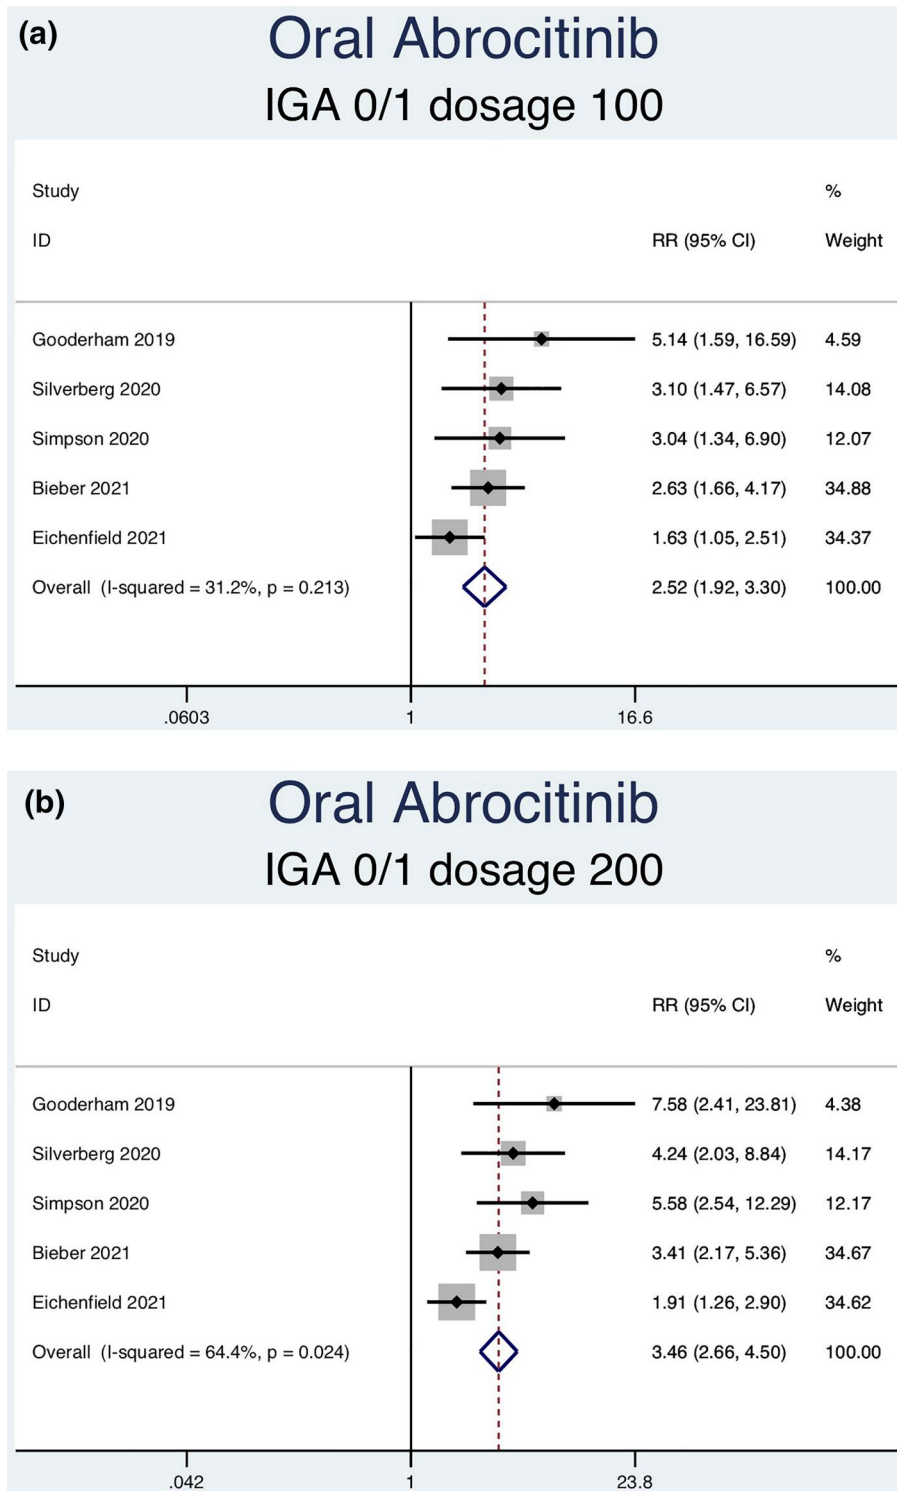 (a)
Oral Abrocitinib
IGA 0/1 dosage 100
Study %
ID RR (95% CI) Weight
Gooderham 2019 5.14 (1.59, 16.59) 4.59
Silverberg 2020 3.10 (1.47, 6.57) 14.08
Simpson 2020 3.04 (1.34, 6.90) 12.07
Bieber 2021 2.63 (1.66, 4.17) 34.88
Eichenfield 2021 1.63 (1.05, 2.51) 34.37
Overall (I-squared = 31.2%, p = 0.213) 2.52 (1.92, 3.30) 100.00
.0603 1 16.6
(b)
Oral Abrocitinib
IGA 0/1 dosage 200
Study %
ID RR (95% CI) Weight
Gooderham 2019 7.58 (2.41, 23.81) 4.38
Silverberg 2020 4.24 (2.03, 8.84) 14.17
Simpson 2020 5.58 (2.54, 12.29) 12.17
Bieber 2021 3.41 (2.17, 5.36) 34.67
Eichenfield 2021 1.91 (1.26, 2.90) 34.62
Overall (I-squared = 64.4%, p = 0.024) 3.46 (2.66, 4.50) 100.00
.042 1 23.8